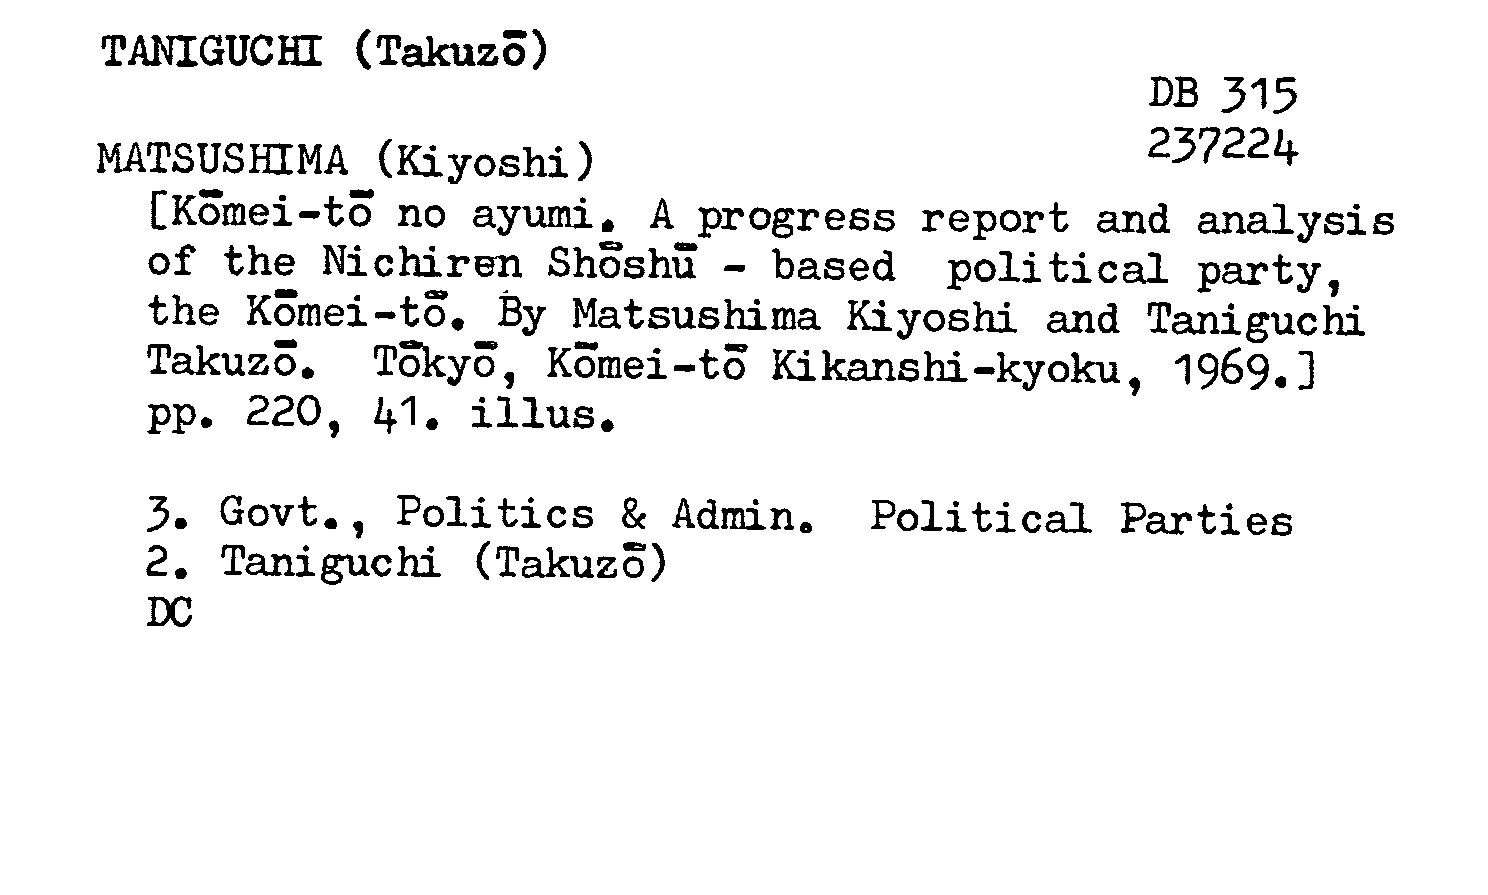 TANIGUCHI (Takuzō)
DB 315
237224
MATSUSHIMA (Kiyoshi)
[Kōmei-tō no ayumi. A progress report and analysis
of the Nichiren Shōshū - based political party,
the Kōmei-tō. By Matsushima Kiyoshi and Taniguchi
Takuzō. Tōkyō, Kōmei-tō Kikanshi-kyoku, 1969.]
pp. 220, 41. illus.
3. Govt., Politics & Admin. Political Parties
2. Taniguchi (Takuzō)
DC